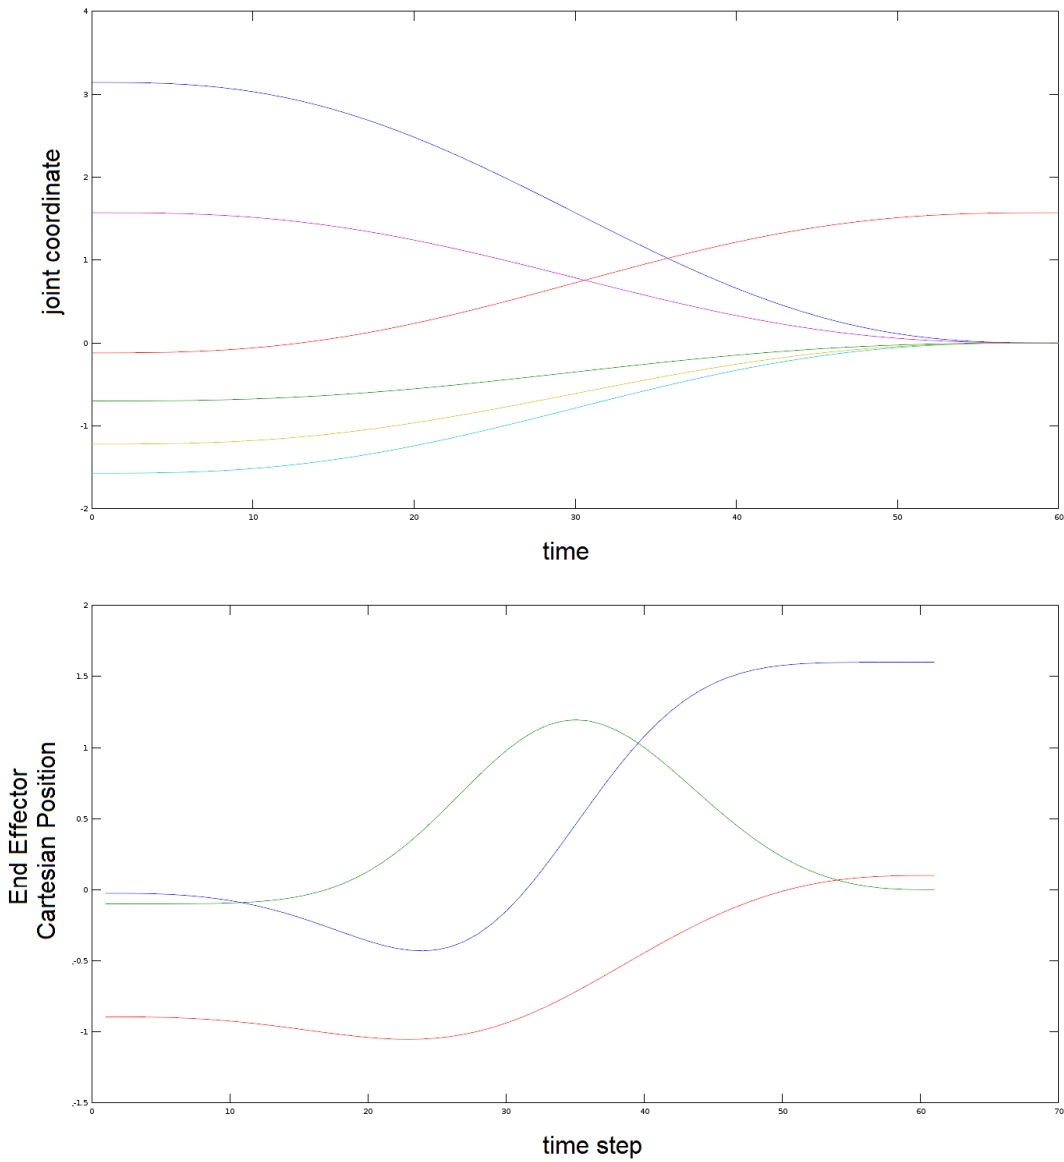 4
3
2
1
0
-1
-2
0 10 20 30 40 50 60
joint coordinate
time
2
1.5
1
0.5
0
-0.5
-1
-1.5
0 10 20 30 40 50 60 70
End Effector
Cartesian Position
time step